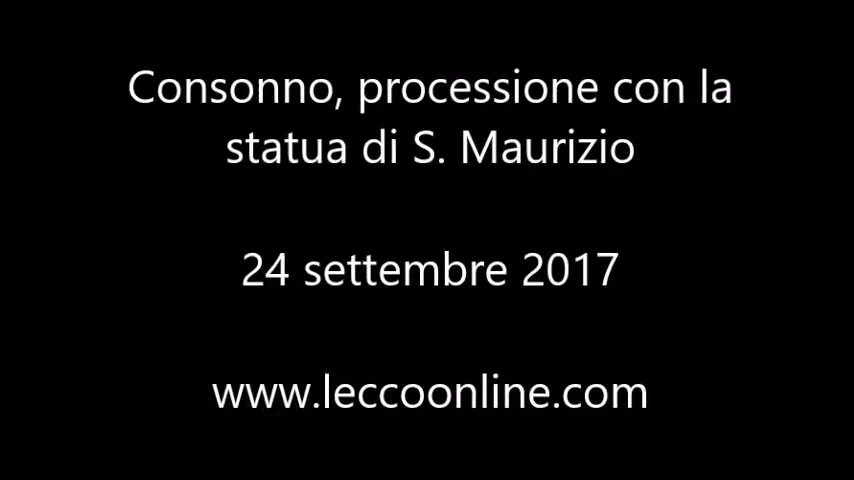 Consonno, processione con la
statua di S. Maurizio
24 settembre 2017
www.leccoonline.com